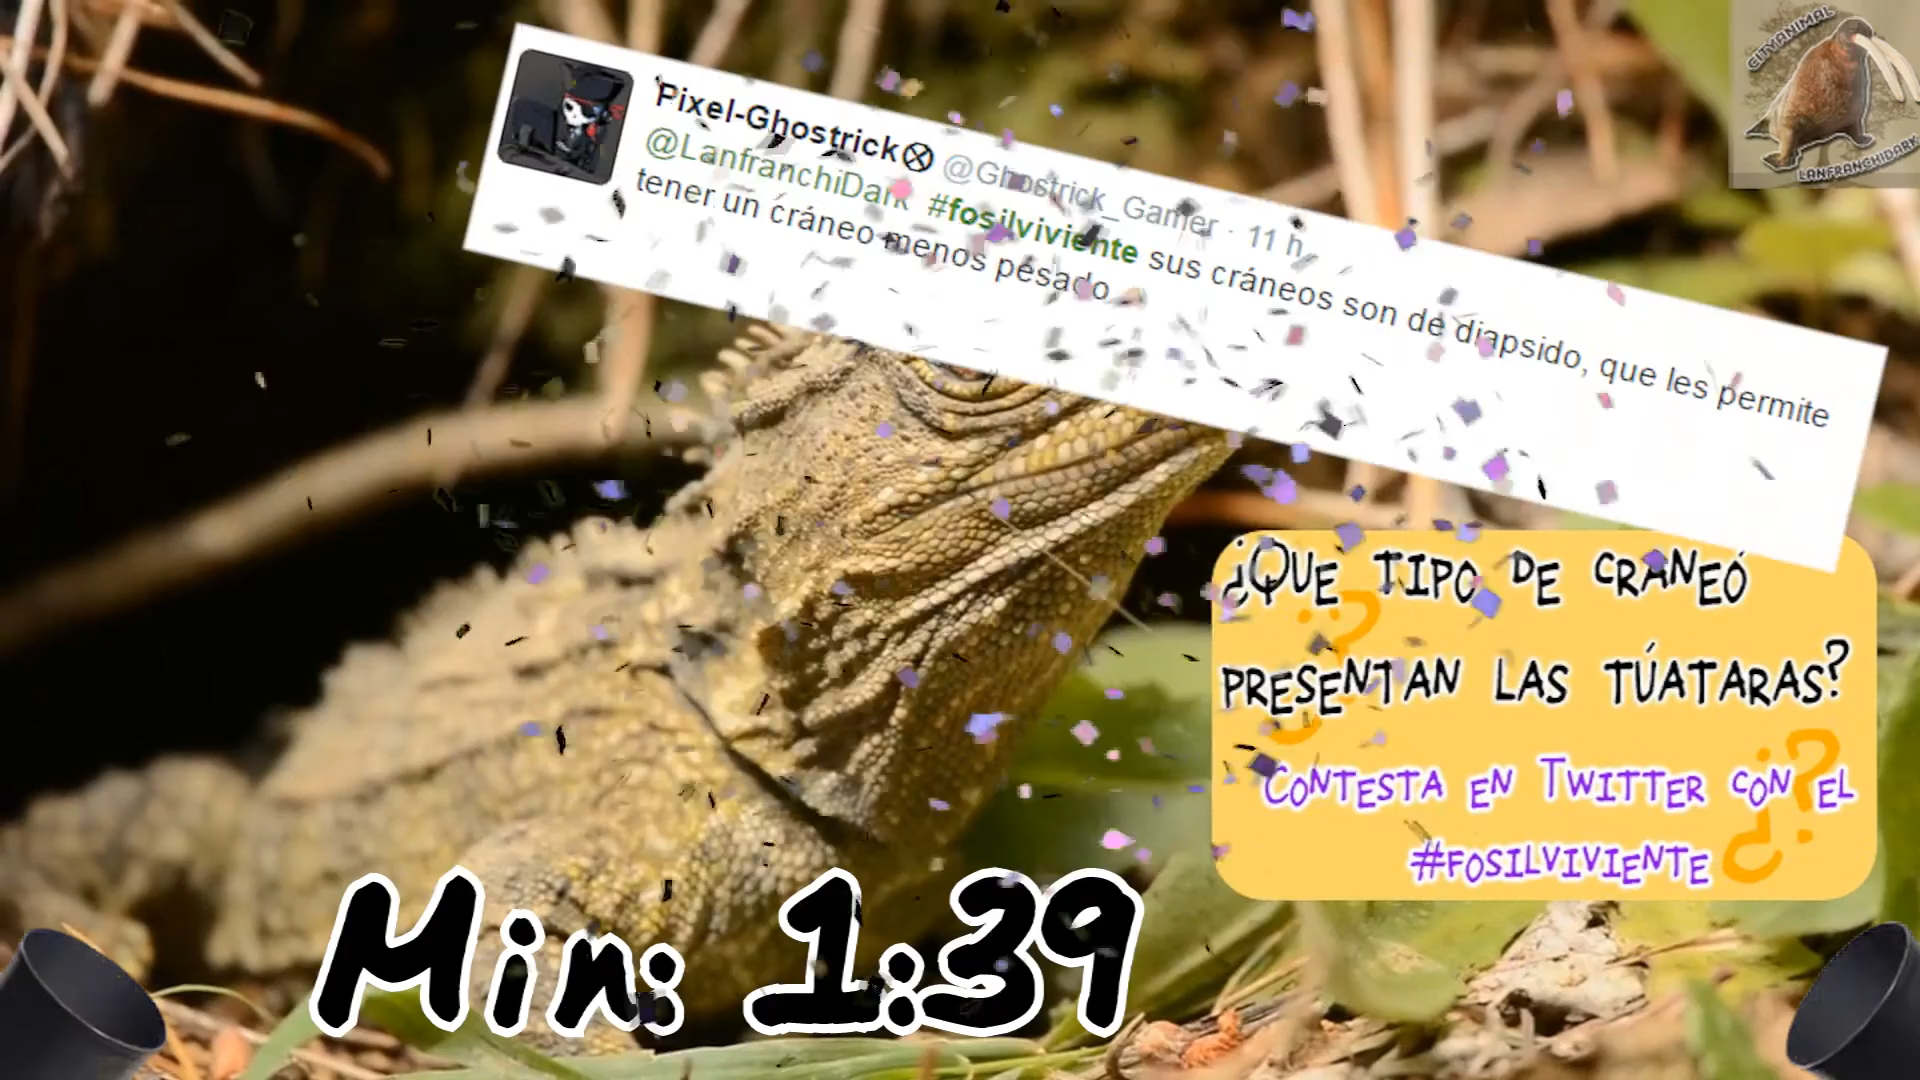 Pixel-Ghostrick @Ghostrick_Gamer · 11 h
@LanfranchiDark #fosilviviente sus cráneos son de diapsido, que les permite
tener un cráneo menos pesado
CITYANIMAL
LANFRANCHIDARK
¿QUE TIPO DE CRANEÓ
PRESENTAN LAS TÚATARAS?
CONTESTA EN TWITTER CON EL
#FOSILVIVIENTE
Min: 1:39